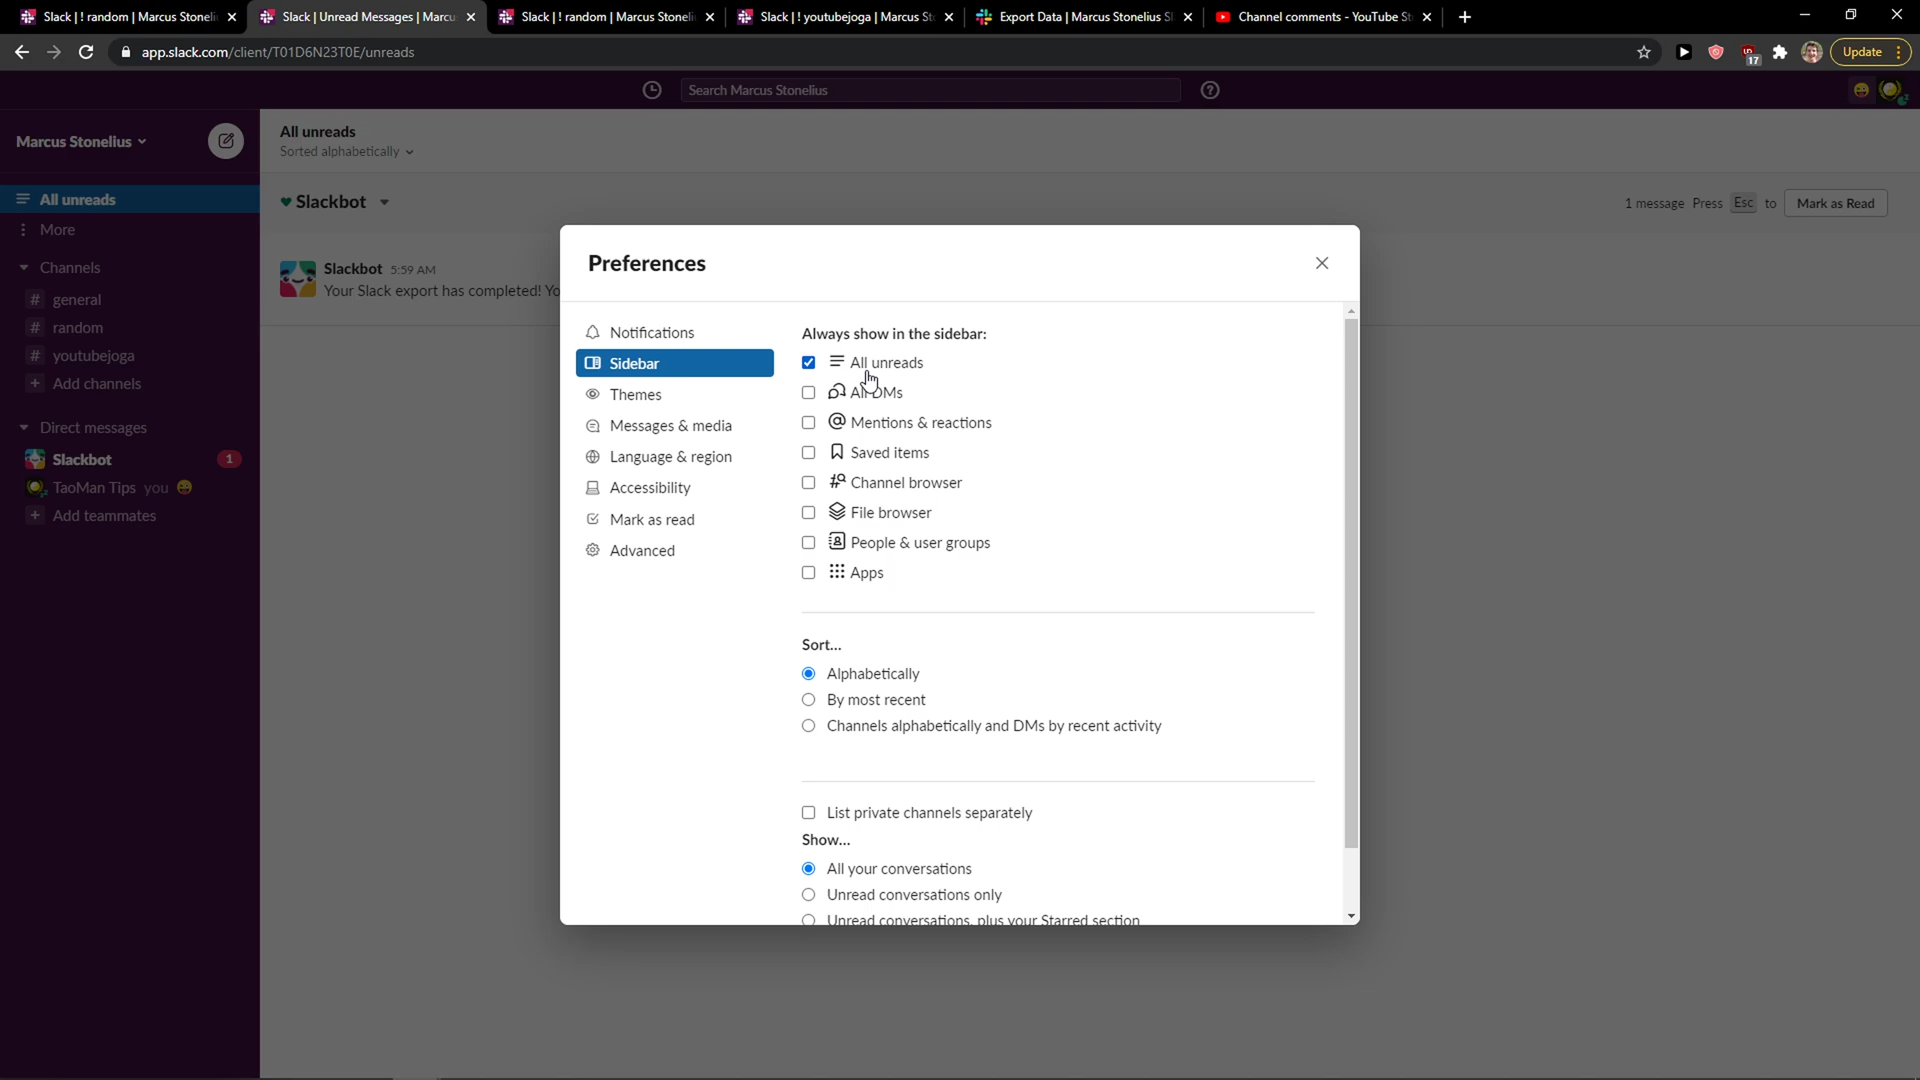 Slack | ! random | Marcus Stoneli
Slack | Unread Messages | Marcu
Slack | ! random | Marcus Stoneli
Slack | ! youtubejoga | Marcus St
Export Data | Marcus Stonelius S
Channel comments - YouTube St
app.slack.com/client/T01D6N23T0E/unreads
17
Update
Search Marcus Stonelius
Marcus Stonelius
All unreads
More
Channels
# general
# random
# youtubejoga
+ Add channels
Direct messages
Slackbot 1
TaoMan Tips you
+ Add teammates
All unreads
Sorted alphabetically
Slackbot
1 message Press Esc to Mark as Read
Slackbot 5:59 AM
Your Slack export has completed! Yo
Preferences
Notifications
Sidebar
Themes
Messages & media
Language & region
Accessibility
Mark as read
Advanced
Always show in the sidebar:
All unreads
All DMs
Mentions & reactions
Saved items
Channel browser
File browser
People & user groups
Apps
Sort...
Alphabetically
By most recent
Channels alphabetically and DMs by recent activity
List private channels separately
Show...
All your conversations
Unread conversations only
Unread conversations, plus your Starred section